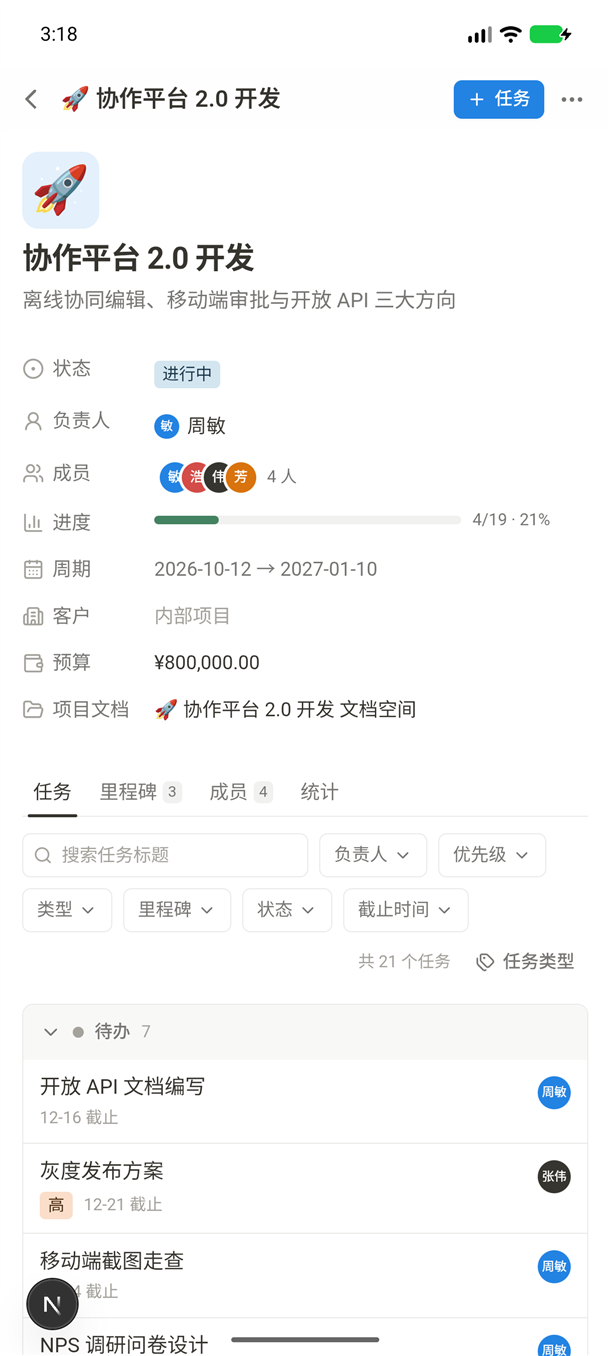 3:18
🚀 协作平台 2.0 开发
+ 任务
协作平台 2.0 开发
离线协同编辑、移动端审批与开放 API 三大方向
状态 进行中
负责人 敏 周敏
成员 敏 浩 伟 芳 4 人
进度 4/19 · 21%
周期 2026-10-12 → 2027-01-10
客户 内部项目
预算 ¥800,000.00
项目文档 🚀 协作平台 2.0 开发 文档空间
任务 里程碑 3 成员 4 统计
搜索任务标题 负责人 优先级
类型 里程碑 状态 截止时间
共 21 个任务 任务类型
待办 7
开放 API 文档编写 周敏
12-16 截止
灰度发布方案 张伟
高 12-21 截止
移动端截图走查 周敏
4 截止
N
NPS 调研问卷设计 周敏